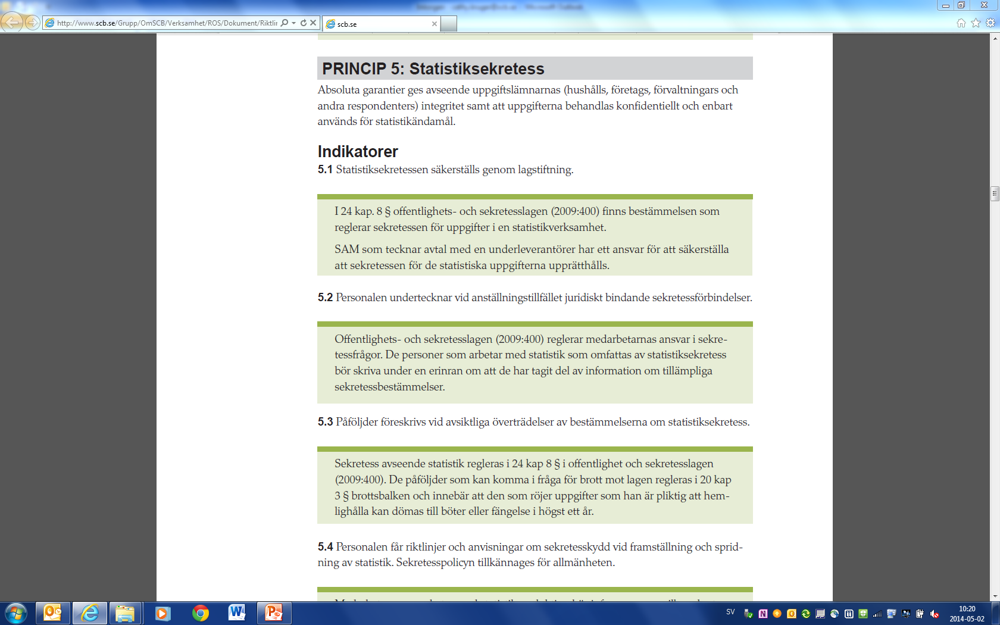 http://www.scb.se/Grupp/OmSCB/Verksamhet/ROS/Dokument/Riktlir
scb.se
PRINCIP 5: Statistiksekretess
Absoluta garantier ges avseende uppgiftslämnarnas (hushålls, företags, förvaltningars och
andra respondenters) integritet samt att uppgifterna behandlas konfidentiellt och enbart
används för statistikändamål.
Indikatorer
5.1 Statistiksekretessen säkerställs genom lagstiftning.
I 24 kap. 8 § offentlighets- och sekretesslagen (2009:400) finns bestämmelsen som
reglerar sekretessen för uppgifter i en statistikverksamhet.
SAM som tecknar avtal med en underleverantörer har ett ansvar för att säkerställa
att sekretessen för de statistiska uppgifterna upprätthålls.
5.2 Personalen undertecknar vid anställningstillfället juridiskt bindande sekretessförbindelser.
Offentlighets- och sekretesslagen (2009:400) reglerar medarbetarnas ansvar i sekre-
tessfrågor. De personer som arbetar med statistik som omfattas av statistiksekretess
bör skriva under en erinran om att de har tagit del av information om tillämpliga
sekretessbestämmelser.
5.3 Påföljder föreskrivs vid avsiktliga överträdelser av bestämmelserna om statistiksekretess.
Sekretess avseende statistik regleras i 24 kap 8 § i offentlighet och sekretesslagen
(2009:400). De påföljder som kan komma i fråga för brott mot lagen regleras i 20 kap
3 § brottsbalken och innebär att den som röjer uppgifter som han är pliktig att hem-
lighålla kan dömas till böter eller fängelse i högst ett år.
5.4 Personalen får riktlinjer och anvisningar om sekretesskydd vid framställning och sprid-
ning av statistik. Sekretesspolicyn tillkännages för allmänheten.
SV
10:20
2014-05-02